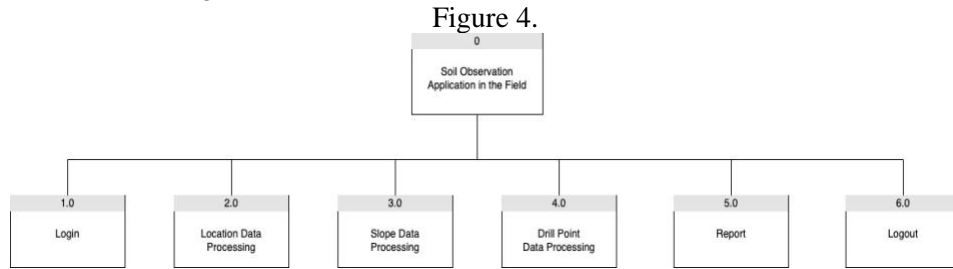 Figure 4.
0
Soil Observation
Application in the Field
1.0
Login
2.0
Location Data
Processing
3.0
Slope Data
Processing
4.0
Drill Point
Data Processing
5.0
Report
6.0
Logout